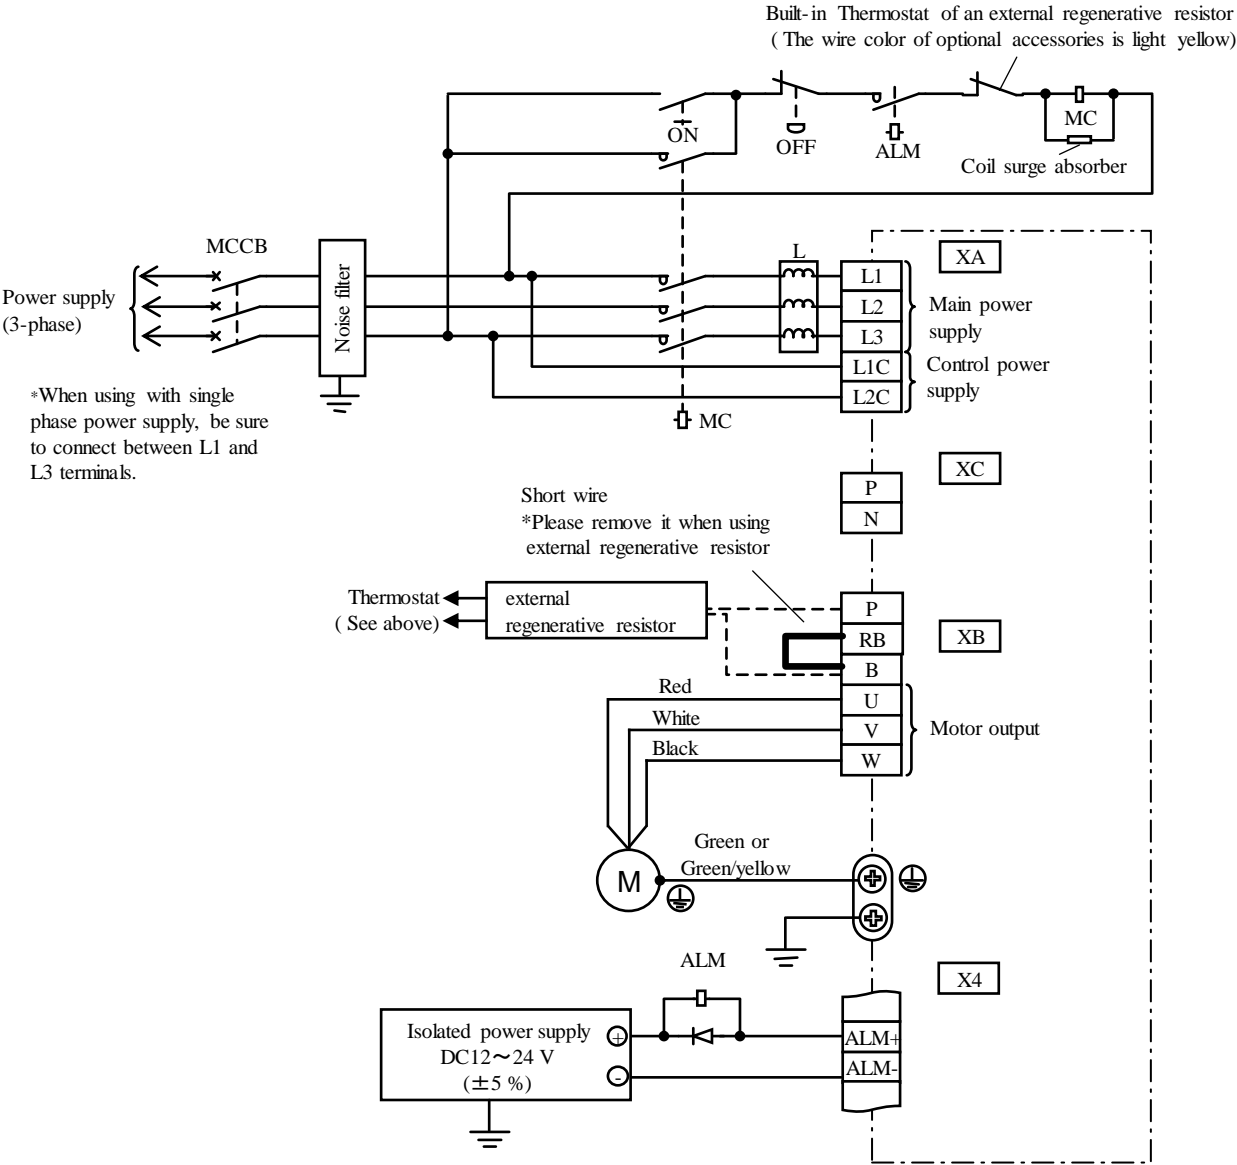 Built-in Thermostat of an external regenerative resistor
( The wire color of optional accessories is light yellow)
ON
OFF
ALM
MC
Coil surge absorber
MCCB
Noise filter
L
Power supply
(3-phase)
XA
L1
L2
L3
L1C
L2C
Main power
supply
Control power
supply
MC
*When using with single
phase power supply, be sure
to connect between L1 and
L3 terminals.
XC
P
N
Short wire
*Please remove it when using
external regenerative resistor
Thermostat
( See above)
external
regenerative resistor
P
RB
B
U
V
W
XB
Red
White
Black
Motor output
M
Green or
Green/yellow
ALM
X4
Isolated power supply
DC12～24 V
(±5 %)
+
-
ALM+
ALM-